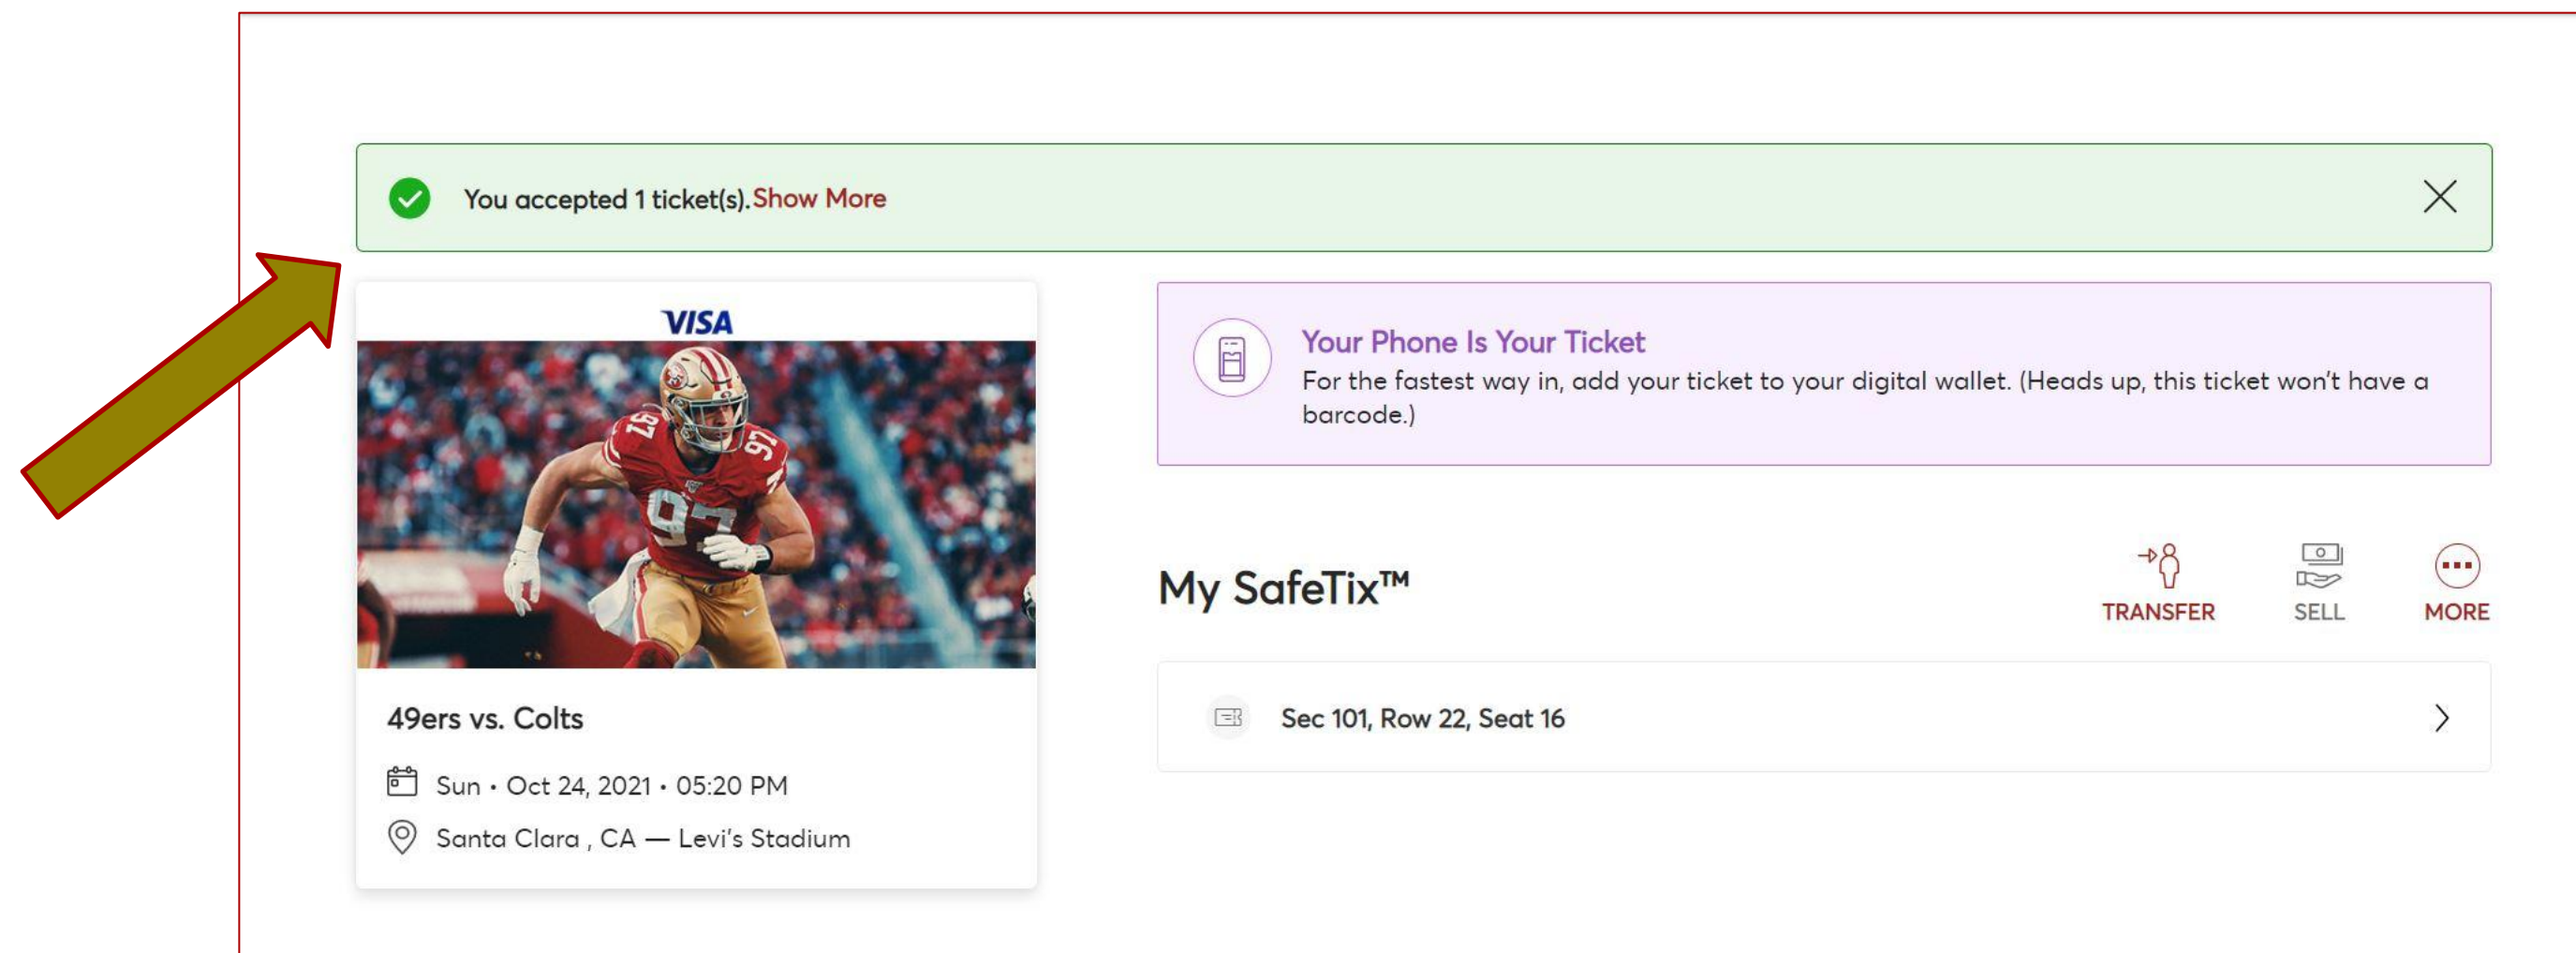 You accepted 1 ticket(s). Show More
VISA
97
97
97
49ers vs. Colts
Sun • Oct 24, 2021 • 05:20 PM
Santa Clara , CA — Levi's Stadium
Your Phone Is Your Ticket
For the fastest way in, add your ticket to your digital wallet. (Heads up, this ticket won't have a
barcode.)
My SafeTix™
TRANSFER
SELL
MORE
Sec 101, Row 22, Seat 16